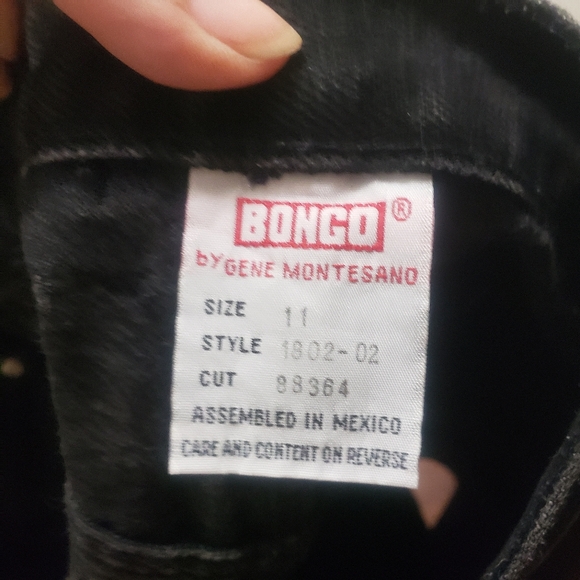 BONGO ®
by GENE MONTESANO
SIZE 11
STYLE 1802-02
CUT 88364
ASSEMBLED IN MEXICO
CARE AND CONTENT ON REVERSE